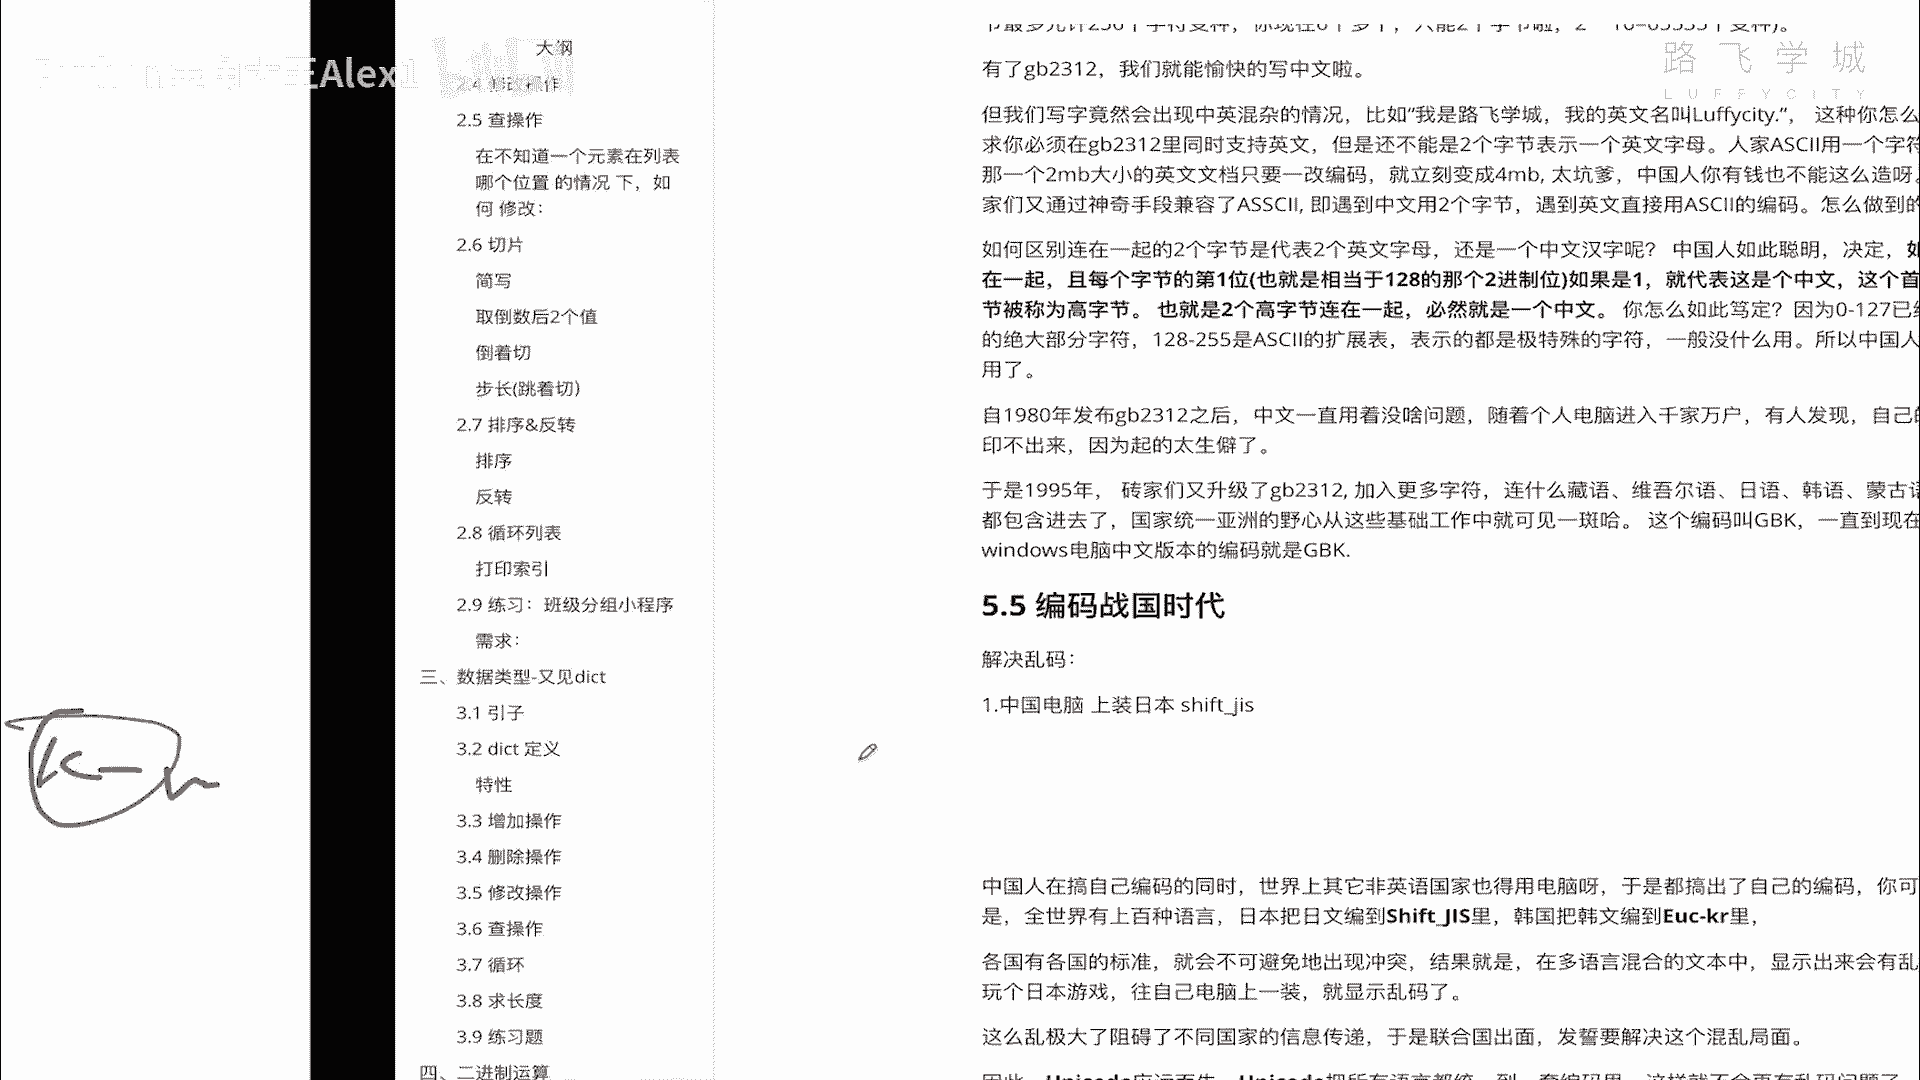 大纲
2.4 修改操作
2.5 查操作
在不知道一个元素在列表
哪个位置 的情况 下，如
何 修改：
2.6 切片
简写
取倒数后2个值
倒着切
步长(跳着切)
2.7 排序&反转
排序
反转
2.8 循环列表
打印索引
2.9 练习： 班级分组小程序
需求：
三、数据类型-又见dict
3.1 引子
3.2 dict 定义
特性
3.3 增加操作
3.4 删除操作
3.5 修改操作
3.6 查操作
3.7 循环
3.8 求长度
3.9 练习题
四、二进制运算
王Alex1
路飞学城
LUFFYCITY
有了gb2312，我们就能愉快的写中文啦。
但我们写字竟然会出现中英混杂的情况，比如“我是路飞学城，我的英文名叫Luffycity.”， 这种你怎么
求你必须在gb2312里同时支持英文，但是还不能是2个字节表示一个英文字母。人家ASCII用一个字符
那一个2mb大小的英文文档只要一改编码，就立刻变成4mb, 太坑爹，中国人你有钱也不能这么造呀。
家们又通过神奇手段兼容了ASSCII, 即遇到中文用2个字节，遇到英文直接用ASCII的编码。怎么做到的
如何区别连在一起的2个字节是代表2个英文字母，还是一个中文汉字呢？ 中国人如此聪明，决定，如
在一起，且每个字节的第1位(也就是相当于128的那个2进制位)如果是1，就代表这是个中文，这个首
节被称为高字节。 也就是2个高字节连在一起，必然就是一个中文。 你怎么如此笃定？因为0-127已
的绝大部分字符，128-255是ASCII的扩展表，表示的都是极特殊的字符，一般没什么用。所以中国人
用了。
自1980年发布gb2312之后，中文一直用着没啥问题，随着个人电脑进入千家万户，有人发现，自己
印不出来，因为起的太生僻了。
于是1995年， 砖家们又升级了gb2312, 加入更多字符，连什么藏语、维吾尔语、日语、韩语、蒙古
都包含进去了，国家统一亚洲的野心从这些基础工作中就可见一斑哈。 这个编码叫GBK，一直到现在
windows电脑中文版本的编码就是GBK.
5.5 编码战国时代
解决乱码：
1.中国电脑 上装日本 shift_jis
中国人在搞自己编码的同时，世界上其它非英语国家也得用电脑呀，于是都搞出了自己的编码，你可
是，全世界有上百种语言，日本把日文编到Shift_JIS里，韩国把韩文编到Euc-kr里，
各国有各国的标准，就会不可避免地出现冲突，结果就是，在多语言混合的文本中，显示出来会有乱
玩个日本游戏，往自己电脑上一装，就显示乱码了。
这么乱极大了阻碍了不同国家的信息传递，于是联合国出面，发誓要解决这个混乱局面。